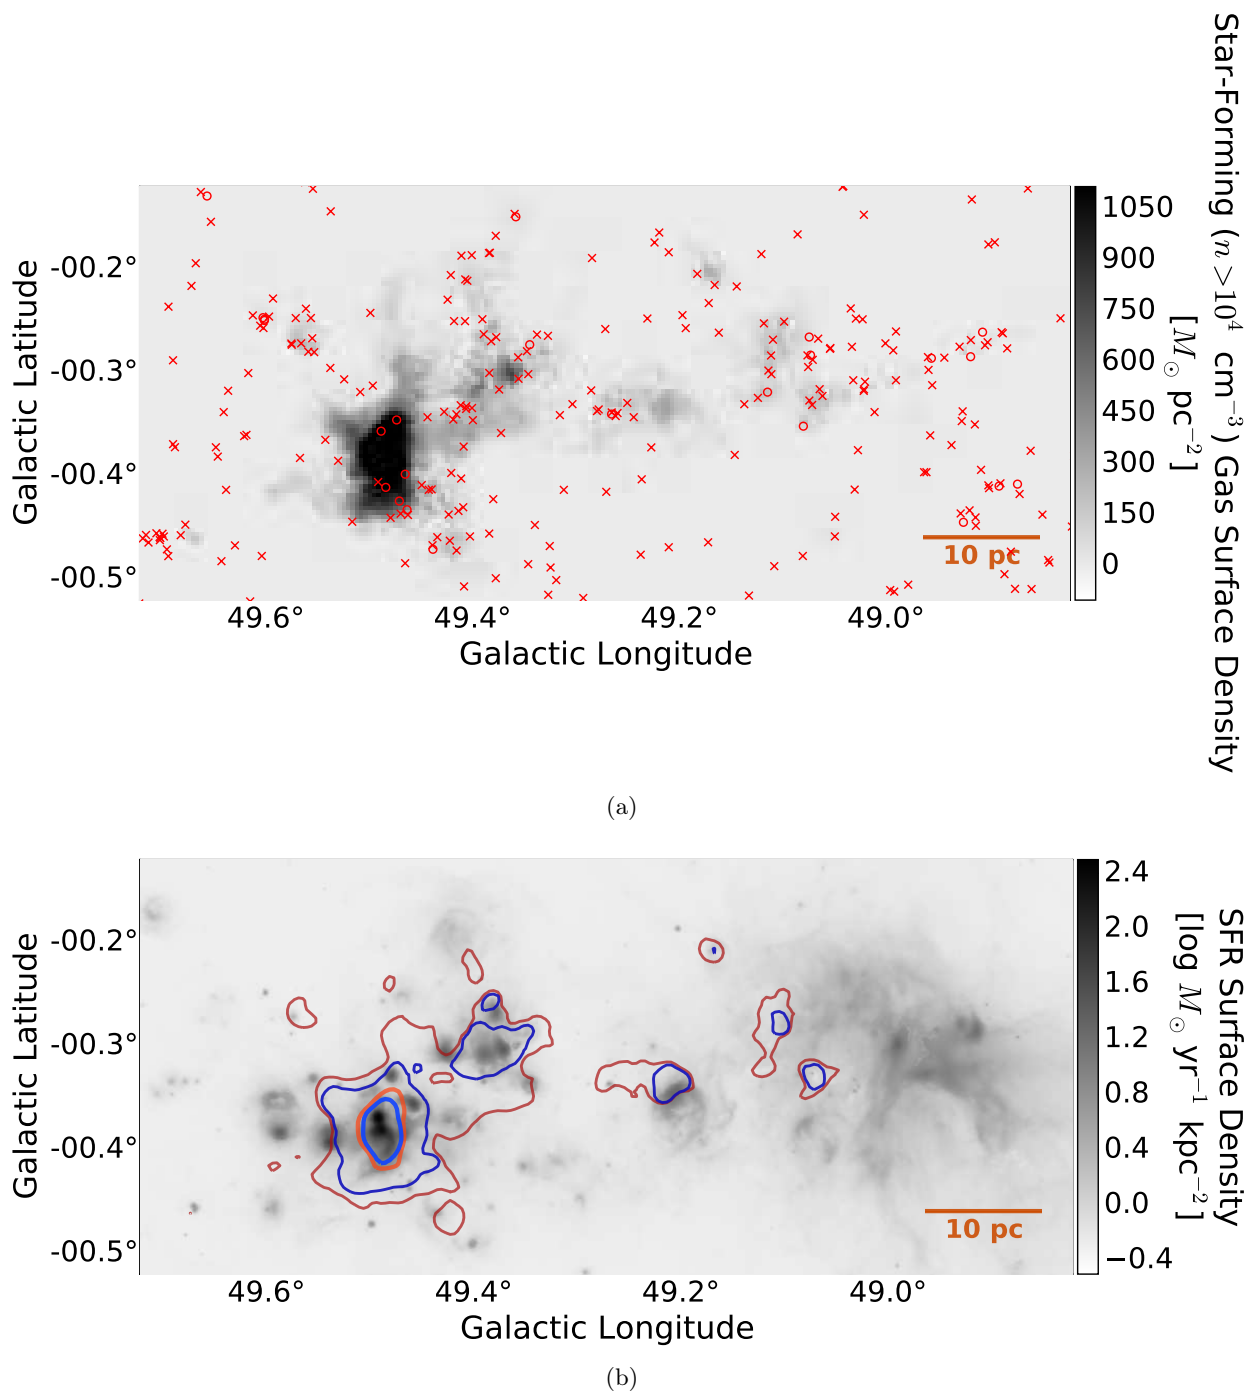 Star-Forming (n >10⁴ cm⁻³) Gas Surface Density
[M⊙ pc⁻²]
1050
900
750
600
450
300
150
0
Galactic Latitude
-00.2°
-00.3°
-00.4°
-00.5°
10 pc
49.6°
49.4°
49.2°
49.0°
Galactic Longitude
(a)
SFR Surface Density
[log M⊙ yr⁻¹ kpc⁻²]
2.4
2.0
1.6
1.2
0.8
0.4
0.0
−0.4
Galactic Latitude
-00.2°
-00.3°
-00.4°
-00.5°
10 pc
49.6°
49.4°
49.2°
49.0°
Galactic Longitude
(b)